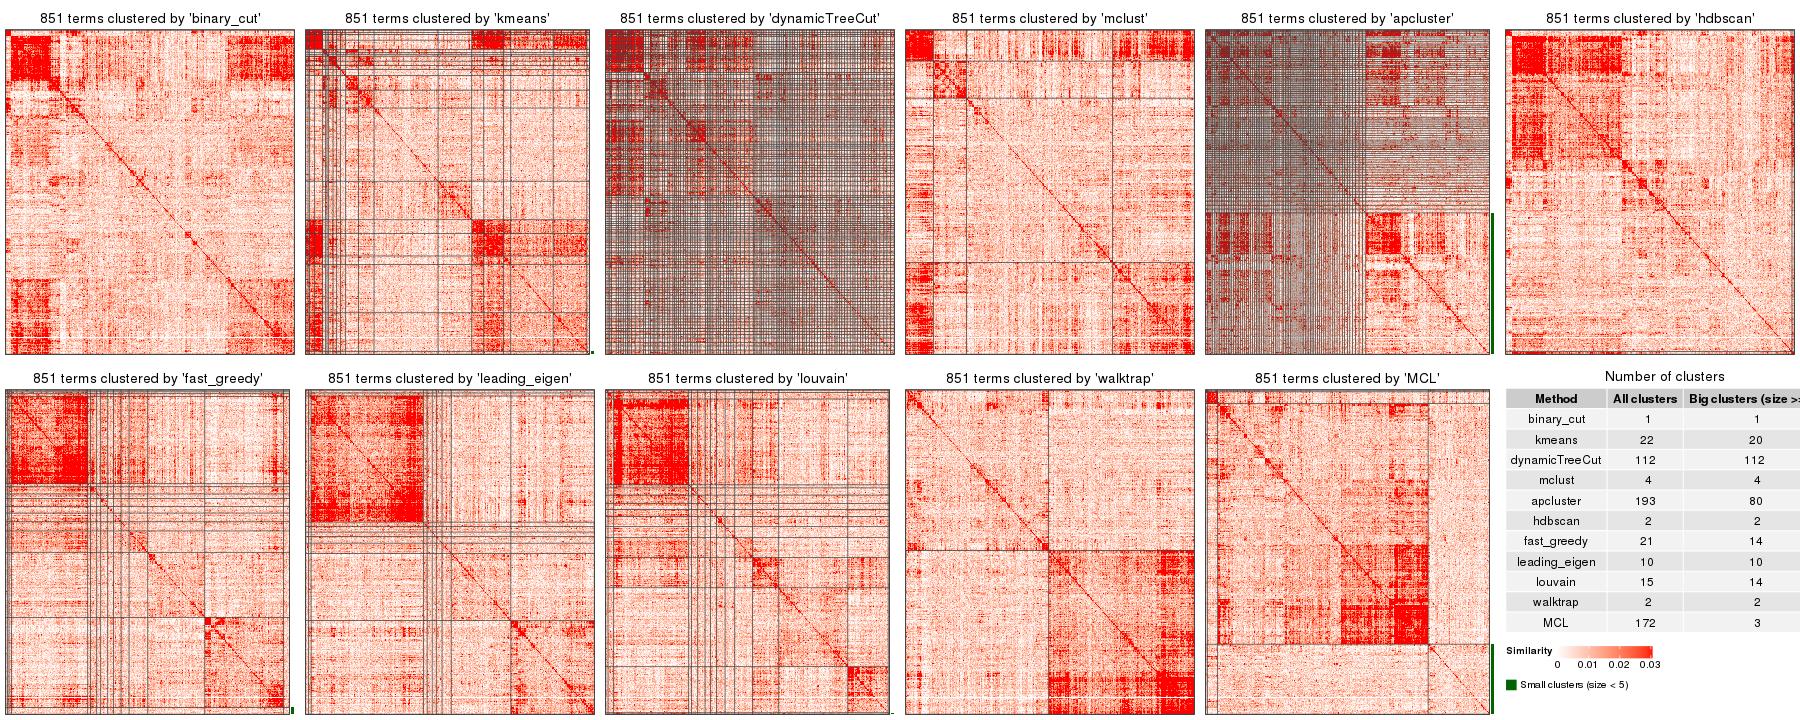 851 terms clustered by 'binary_cut'
851 terms clustered by 'kmeans'
851 terms clustered by 'dynamicTreeCut'
851 terms clustered by 'mclust'
851 terms clustered by 'apcluster'
851 terms clustered by 'hdbscan'
851 terms clustered by 'fast_greedy'
851 terms clustered by 'leading_eigen'
851 terms clustered by 'louvain'
851 terms clustered by 'walktrap'
851 terms clustered by 'MCL'
Number of clusters
Method All clusters Big clusters (size >=
binary_cut 1 1
kmeans 22 20
dynamicTreeCut 112 112
mclust 4 4
apcluster 193 80
hdbscan 2 2
fast_greedy 21 14
leading_eigen 10 10
louvain 15 14
walktrap 2 2
MCL 172 3
Similarity
0 0.01 0.02 0.03
Small clusters (size < 5)